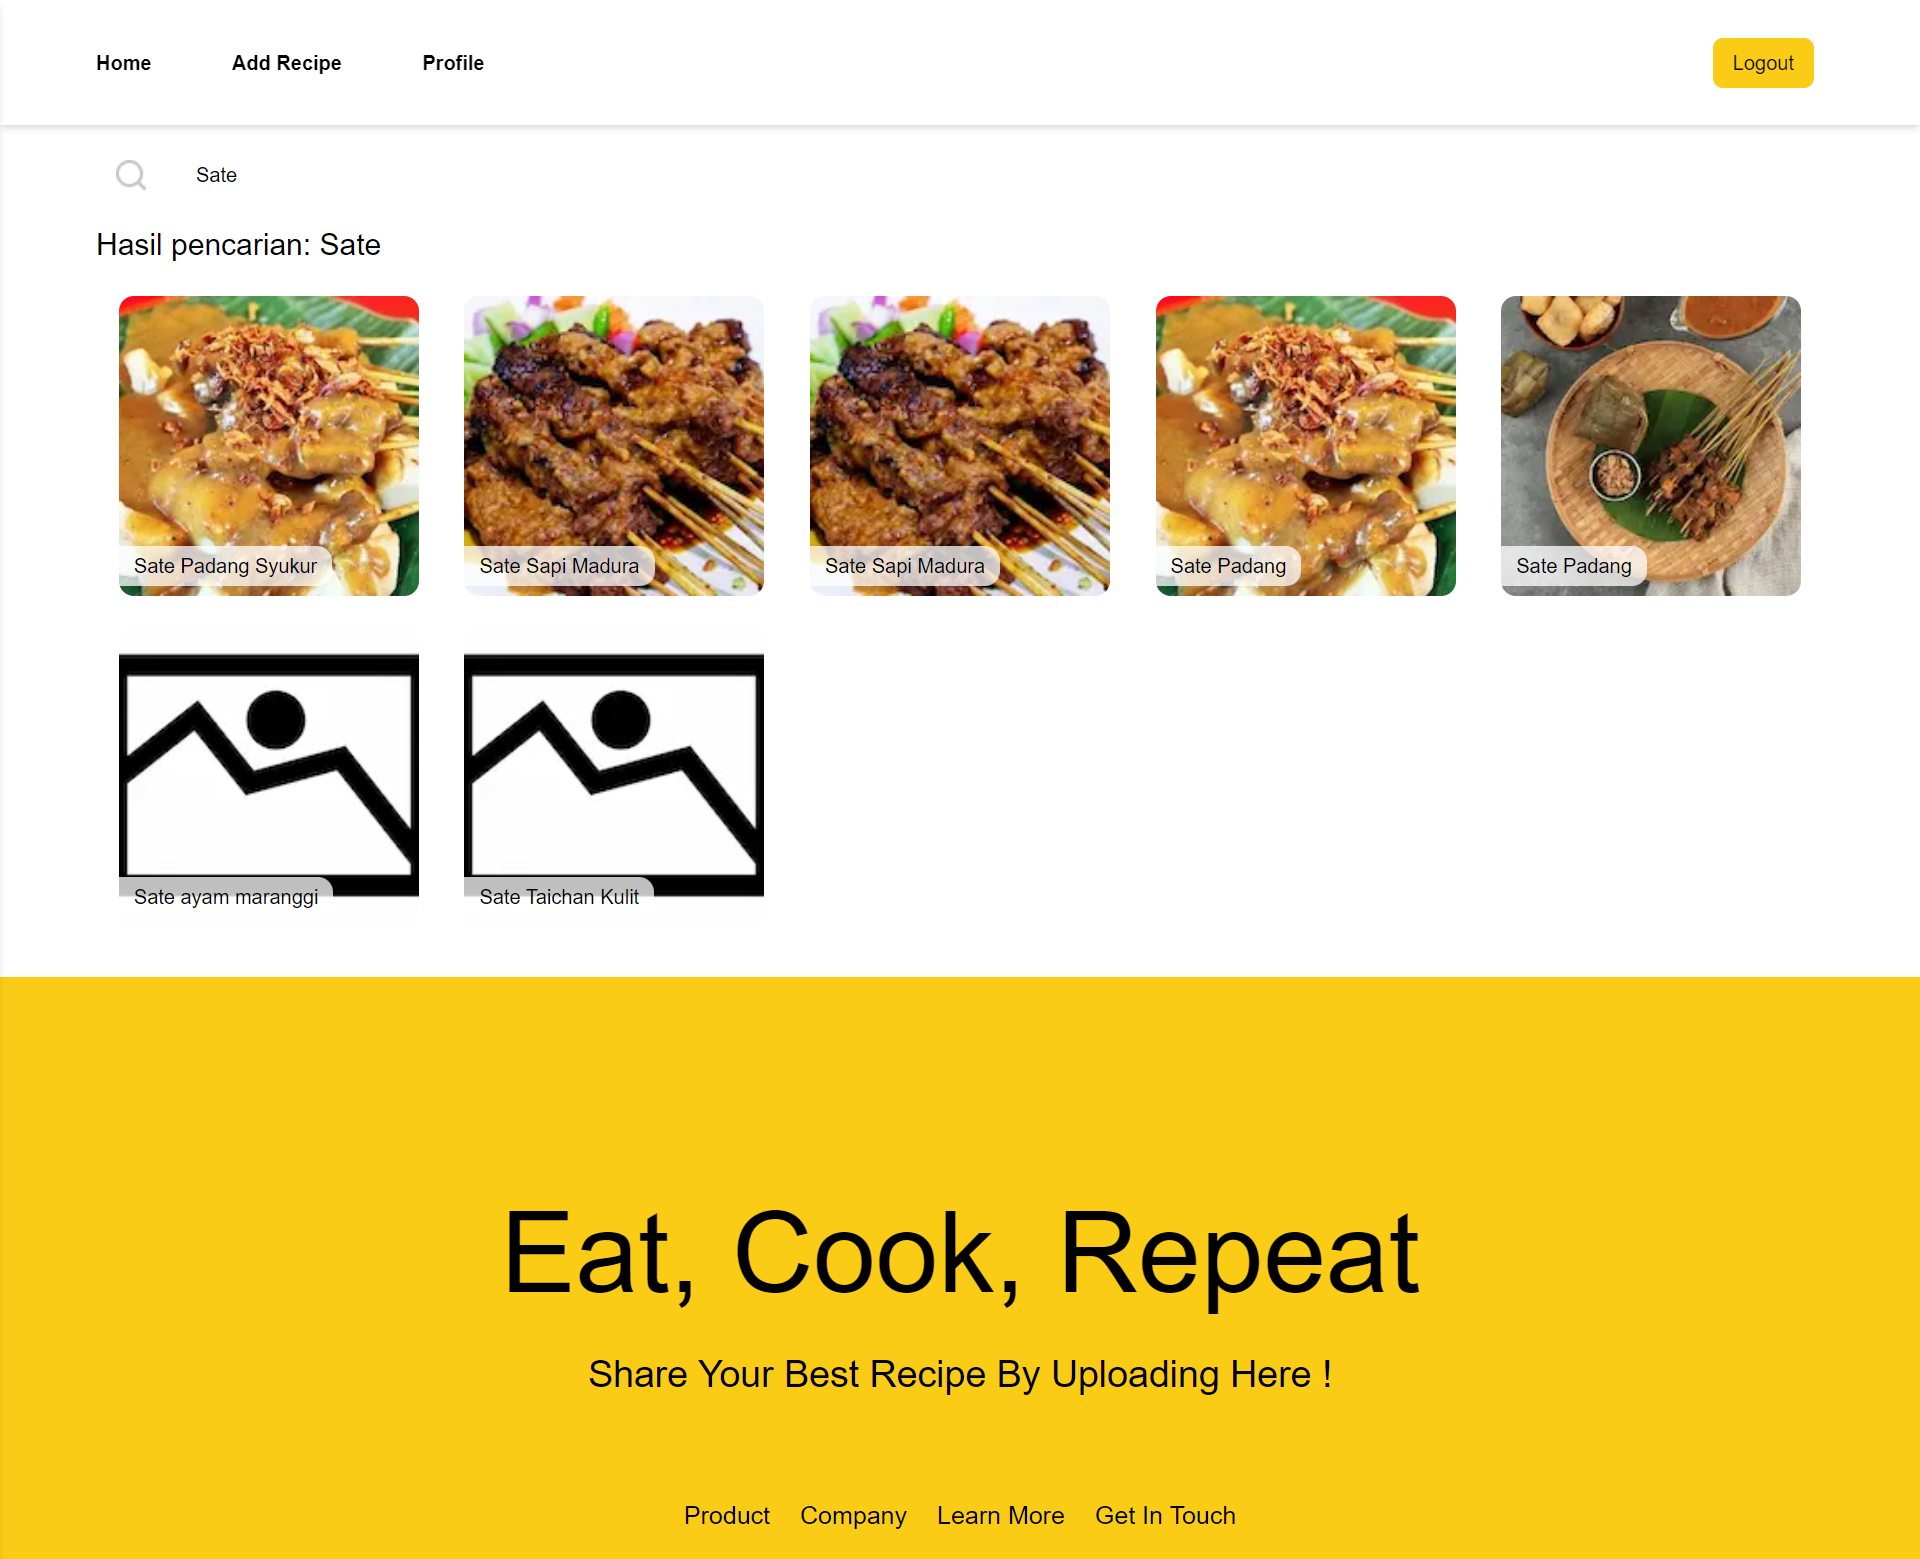 Home Add Recipe Profile Logout
Sate
Hasil pencarian: Sate
Sate Padang Syukur
Sate Sapi Madura
Sate Sapi Madura
Sate Padang
Sate Padang
Sate ayam maranggi
Sate Taichan Kulit
Eat, Cook, Repeat
Share Your Best Recipe By Uploading Here !
Product Company Learn More Get In Touch